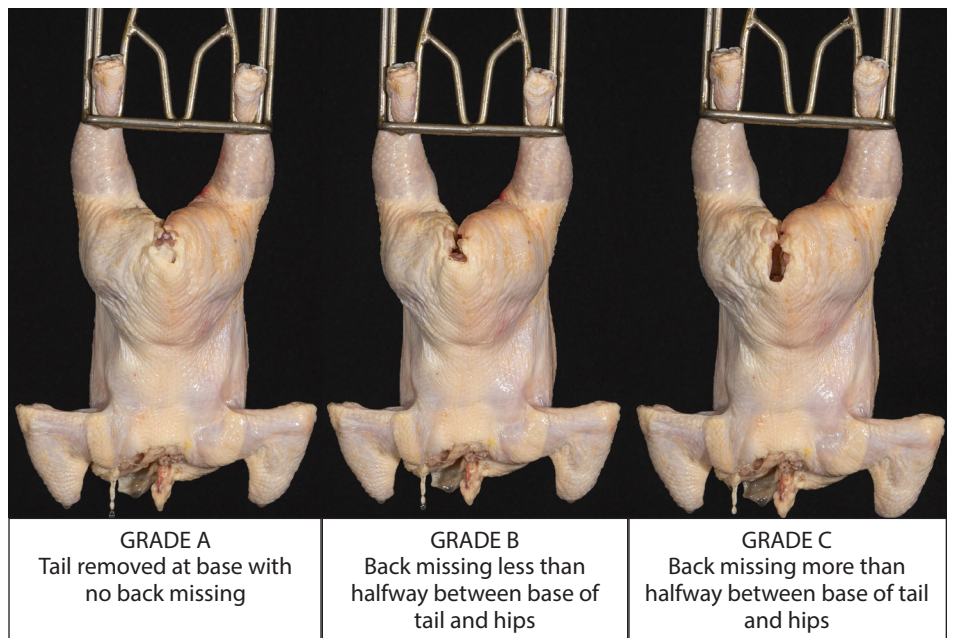 GRADE A
Tail removed at base with
no back missing
GRADE B
Back missing less than
halfway between base of
tail and hips
GRADE C
Back missing more than
halfway between base of tail
and hips